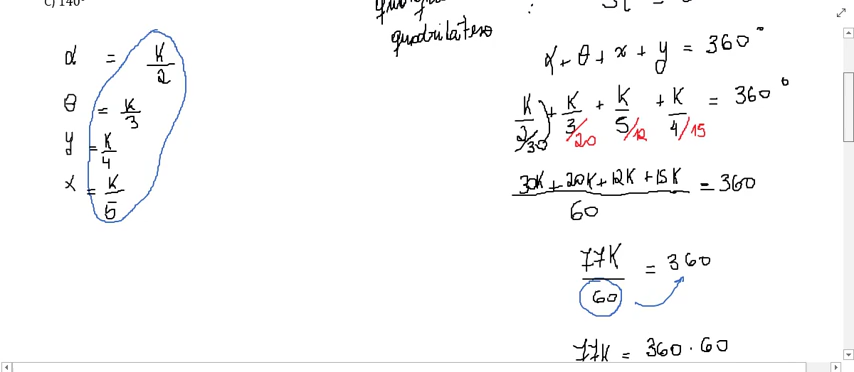 C) 140°
quadrilátero
:
α = K/2
θ = K/3
y = K/4
x = K/5
α + θ + x + y = 360°
K/2 + K/3 + K/5 + K/4 = 360°
/30 /20 /12 /15
30K + 20K + 12K + 15K / 60 = 360
77K / 60 = 360
77K = 360 · 60